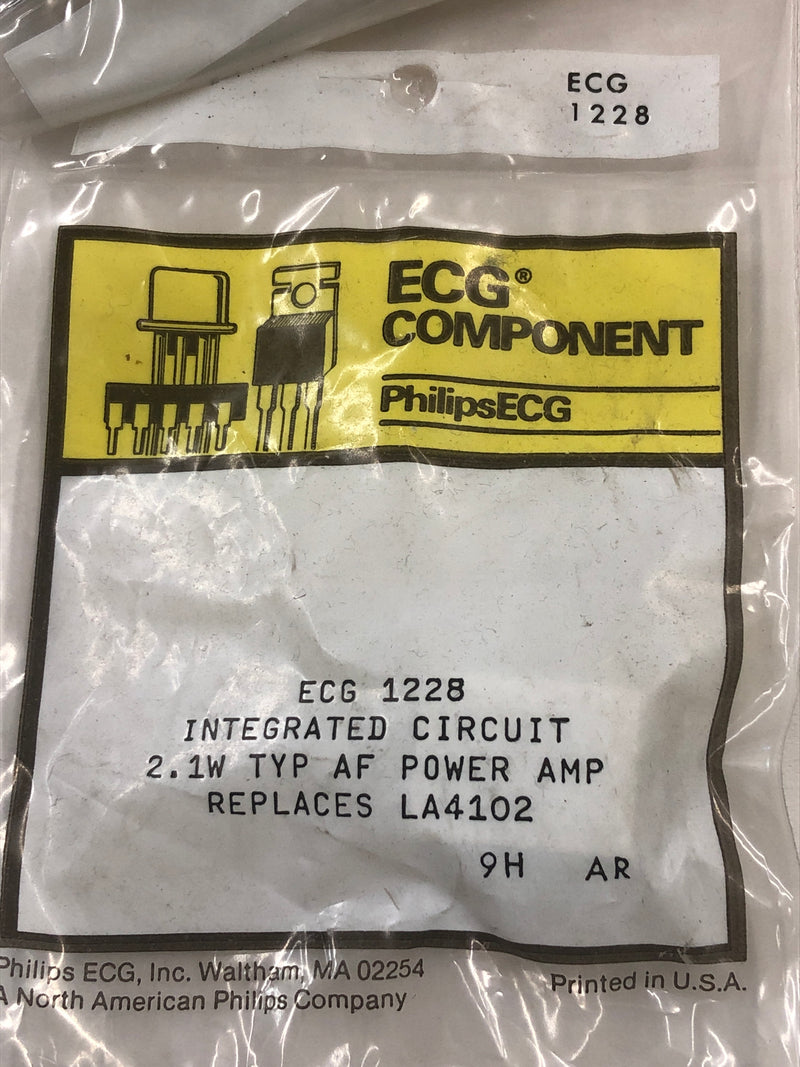 ECG
1228
ECG®
COMPONENT
PhilipsECG
ECG 1228
INTEGRATED CIRCUIT
2.1W TYP AF POWER AMP
REPLACES LA4102
9H AR
Philips ECG, Inc. Waltham, MA 02254
A North American Philips Company
Printed in U.S.A.